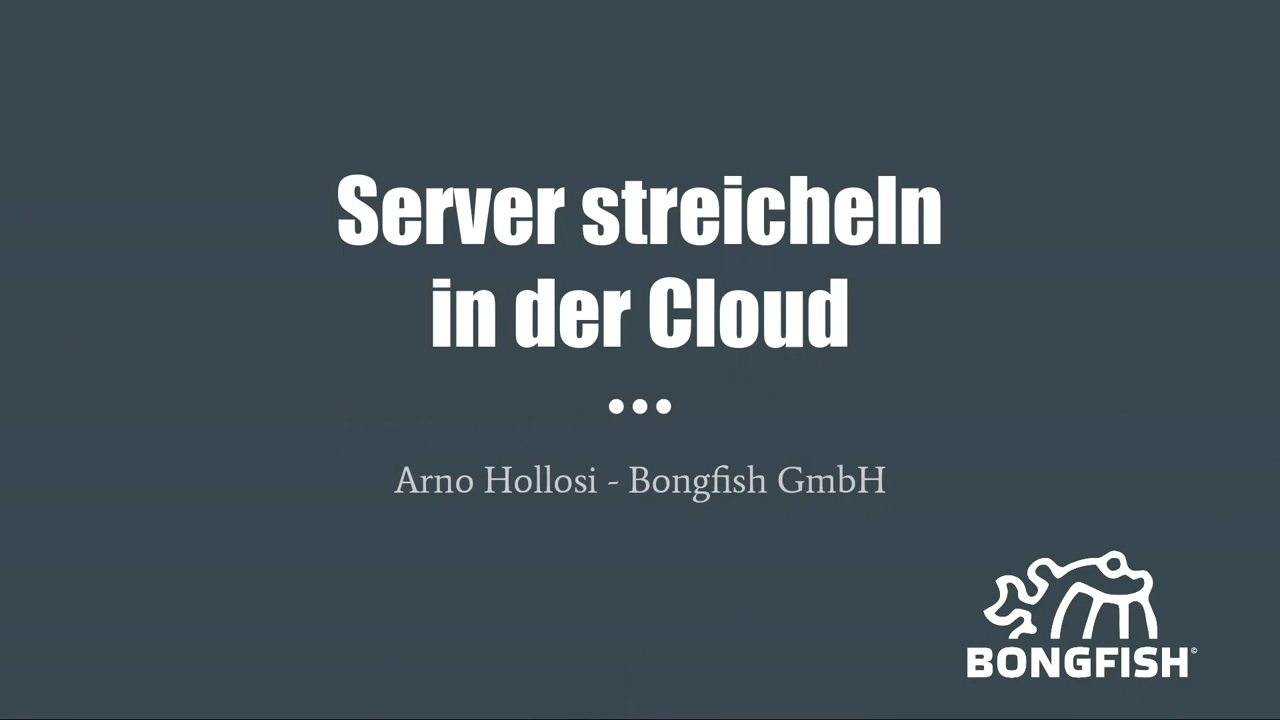 Server streicheln
in der Cloud
Arno Hollosi - Bongfish GmbH
BONGFISH©